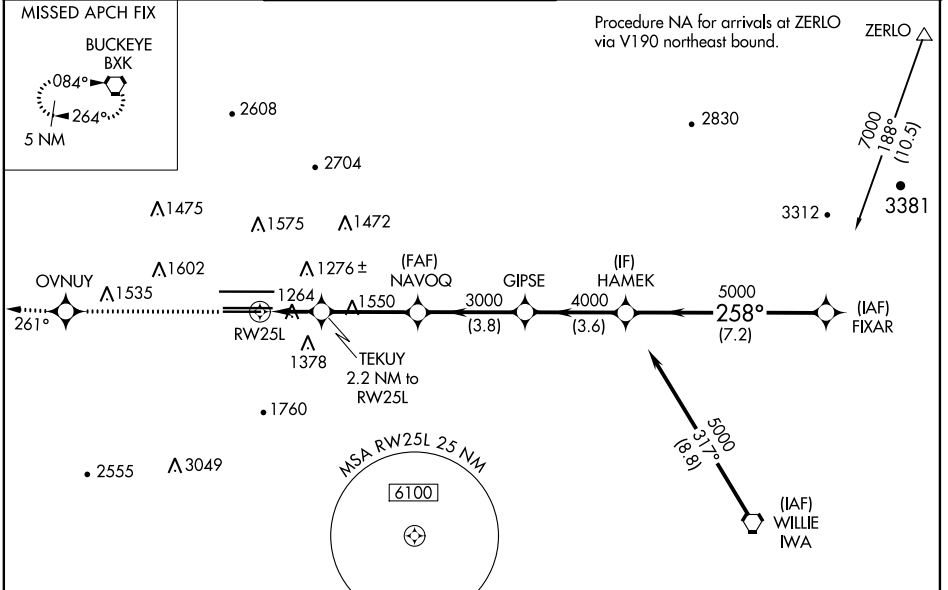 MISSED APCH FIX
BUCKEYE
BXK
084°
264°
5 NM
Procedure NA for arrivals at ZERLO
via V190 northeast bound.
ZERLO
7000
188°
(10.5)
3381
2608
2830
2704
3312
1475
1575
1472
1602
1276 ±
1535
1264
1550
OVNUY
261°
RW25L
(FAF)
NAVOQ
3000
(3.8)
GIPSE
4000
(3.6)
(IF)
HAMEK
5000
258°
(7.2)
(IAF)
FIXAR
1378
TEKUY
2.2 NM to
RW25L
1760
2555
3049
MSA RW25L 25 NM
6100
5000
317°
(8.8)
(IAF)
WILLIE
IWA